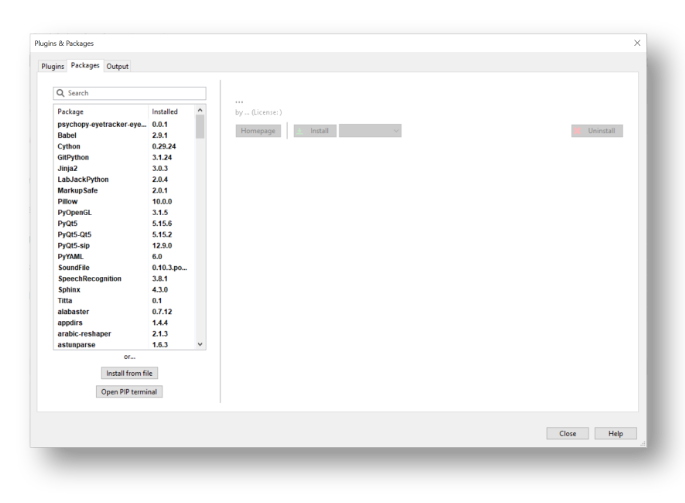 Plugins & Packages
Plugins Packages Output
Search
Package Installed
psychopy-eyetracker-eye... 0.0.1
Babel 2.9.1
Cython 0.29.24
GitPython 3.1.24
Jinja2 3.0.3
LabJackPython 2.0.4
MarkupSafe 2.0.1
Pillow 10.0.0
PyOpenGL 3.1.5
PyQt5 5.15.6
PyQt5-Qt5 5.15.2
PyQt5-sip 12.9.0
PyYAML 6.0
SoundFile 0.10.3.po...
SpeechRecognition 3.8.1
Sphinx 4.3.0
Titta 0.1
alabaster 0.7.12
appdirs 1.4.4
arabic-reshaper 2.1.3
astunparse 1.6.3
or...
Install from file
Open PIP terminal
...
by ... (License: )
Homepage Install Uninstall
Close Help